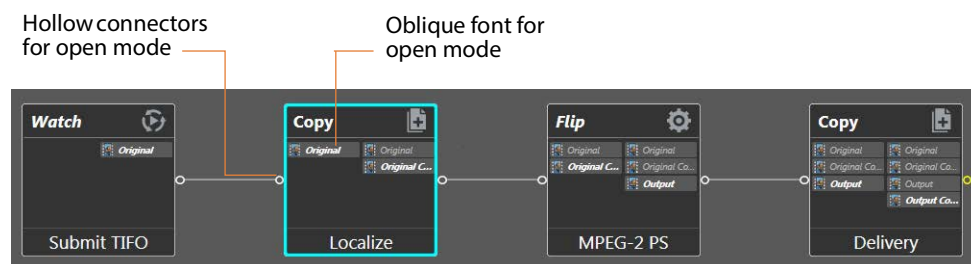 Hollow connectors
for open mode
Oblique font for
open mode
Watch
Original
Submit TIFO
Copy
Original Original
Original C...
Localize
Flip
Original Original
Original C... Original Co...
Output
MPEG-2 PS
Copy
Original Original
Original Co... Original Co...
Output Output
Output Co...
Delivery